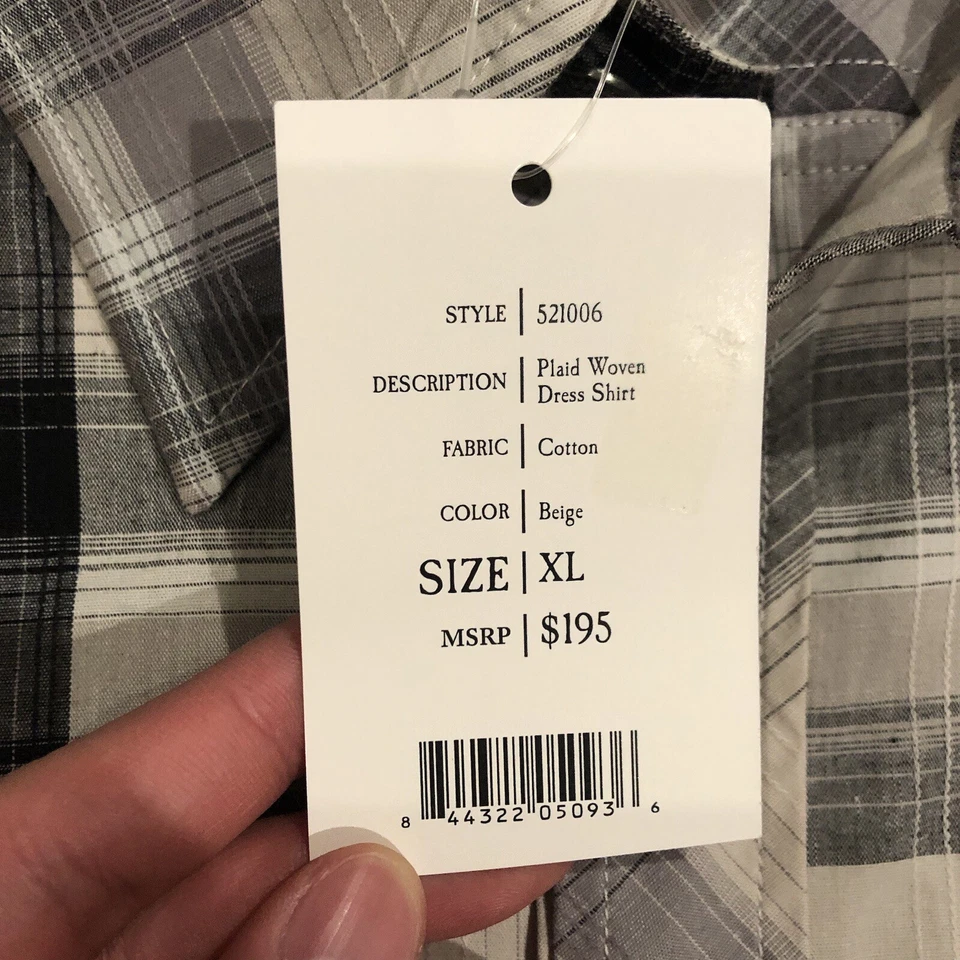 STYLE | 521006
DESCRIPTION | Plaid Woven
Dress Shirt
FABRIC | Cotton
COLOR | Beige
SIZE | XL
MSRP | $195
8 44322 05093 6